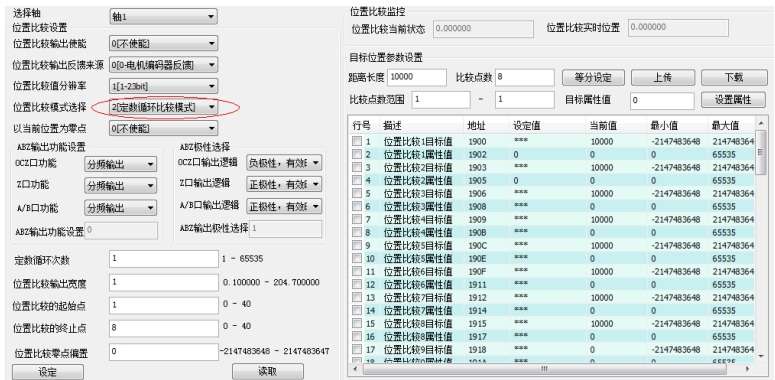 选择轴 轴1
位置比较设置
位置比较输出使能 0[不使能]
位置比较输出反馈来源 0[0-电机编码器反馈]
位置比较值分辨率 1[1-23bit]
位置比较模式选择 2[定数循环比较模式]
以当前位置为零点 0[不使能]
ABZ输出功能设置
OCZ口功能 分频输出
Z口功能 分频输出
A/B口功能 分频输出
ABZ输出功能设置 0
ABZ极性选择
OCZ口输出逻辑 负极性，有效
Z口输出逻辑 正极性，有效
A/B口输出逻辑 正极性，有效
ABZ输出极性选择 1
定数循环次数 1 1 - 65535
位置比较输出宽度 1 0.100000 - 204.700000
位置比较的起始点 1 0 - 40
位置比较的终止点 8 0 - 40
位置比较零点偏置 0 -2147483648 - 2147483647
设定 读取
位置比较监控
位置比较当前状态 0.000000 位置比较实时位置 0.000000
目标位置参数设置
距离长度 10000 比较点数 8 等分设定 上传 下载
比较点数范围 1 - 1 目标属性值 0 设置属性
行号 描述 地址 设定值 当前值 最小值 最大值
1 位置比较1目标值 1900 *** 10000 -2147483648 214748364
2 位置比较1属性值 1902 0 0 0 65535
3 位置比较2目标值 1903 *** 10000 -2147483648 214748364
4 位置比较2属性值 1905 0 0 0 65535
5 位置比较3目标值 1906 *** 10000 -2147483648 214748364
6 位置比较3属性值 1908 *** 0 0 65535
7 位置比较4目标值 1909 *** 10000 -2147483648 214748364
8 位置比较4属性值 190B *** 0 0 65535
9 位置比较5目标值 190C *** 10000 -2147483648 214748364
10 位置比较5属性值 190E *** 0 0 65535
11 位置比较6目标值 190F *** 10000 -2147483648 214748364
12 位置比较6属性值 1911 *** 0 0 65535
13 位置比较7目标值 1912 *** 10000 -2147483648 214748364
14 位置比较7属性值 1914 *** 0 0 65535
15 位置比较8目标值 1915 *** 10000 -2147483648 214748364
16 位置比较8属性值 1917 *** 0 0 65535
17 位置比较9目标值 1918 *** 0 -2147483648 214748364
18 位置比较9属性值 191A *** 0 0 65535